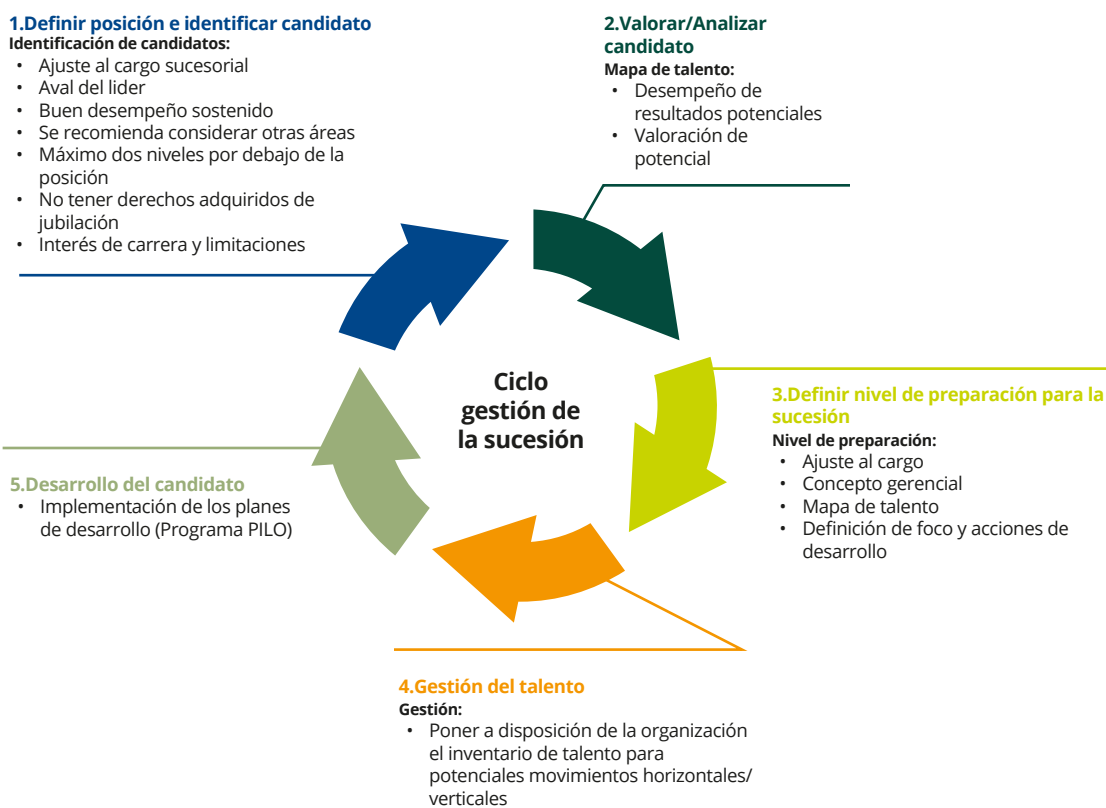 1.Definir posición e identificar candidato
Identificación de candidatos:
• Ajuste al cargo sucesorial
• Aval del lider
• Buen desempeño sostenido
• Se recomienda considerar otras áreas
• Máximo dos niveles por debajo de la
posición
• No tener derechos adquiridos de
jubilación
• Interés de carrera y limitaciones
2.Valorar/Analizar
candidato
Mapa de talento:
• Desempeño de
resultados potenciales
• Valoración de
potencial
Ciclo
gestión de
la sucesión
3.Definir nivel de preparación para la
sucesión
Nivel de preparación:
• Ajuste al cargo
• Concepto gerencial
• Mapa de talento
• Definición de foco y acciones de
desarrollo
4.Gestión del talento
Gestión:
• Poner a disposición de la organización
el inventario de talento para
potenciales movimientos horizontales/
verticales
5.Desarrollo del candidato
• Implementación de los planes
de desarrollo (Programa PILO)